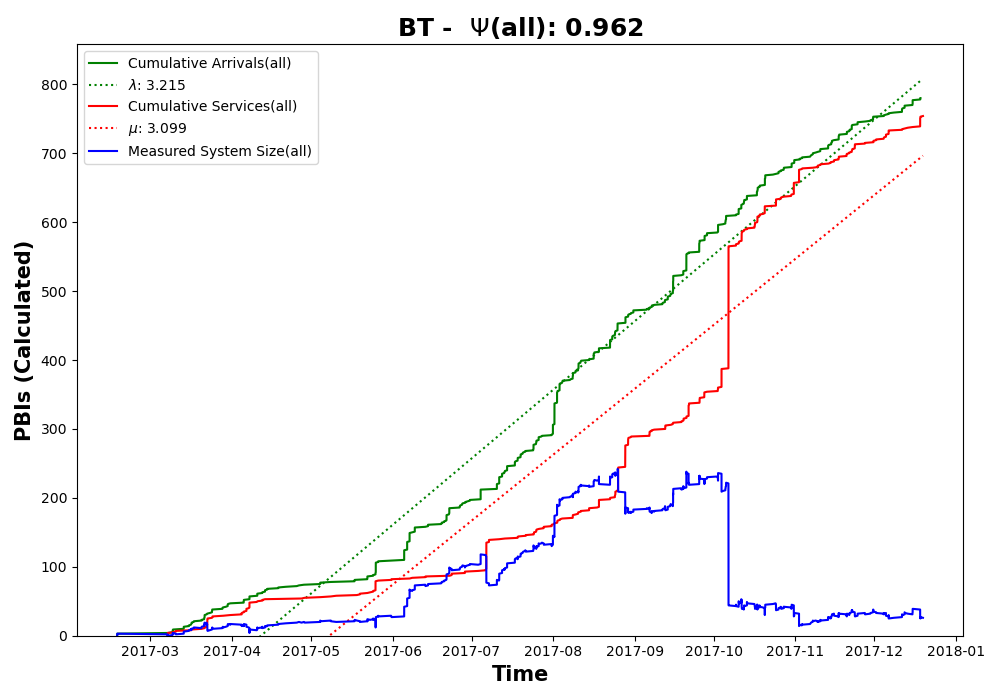 BT - Ψ(all): 0.962
Cumulative Arrivals(all)
λ: 3.215
Cumulative Services(all)
μ: 3.099
Measured System Size(all)
PBIs (Calculated)
800
700
600
500
400
300
200
100
0
2017-03 2017-04 2017-05 2017-06 2017-07 2017-08 2017-09 2017-10 2017-11 2017-12 2018-01
Time